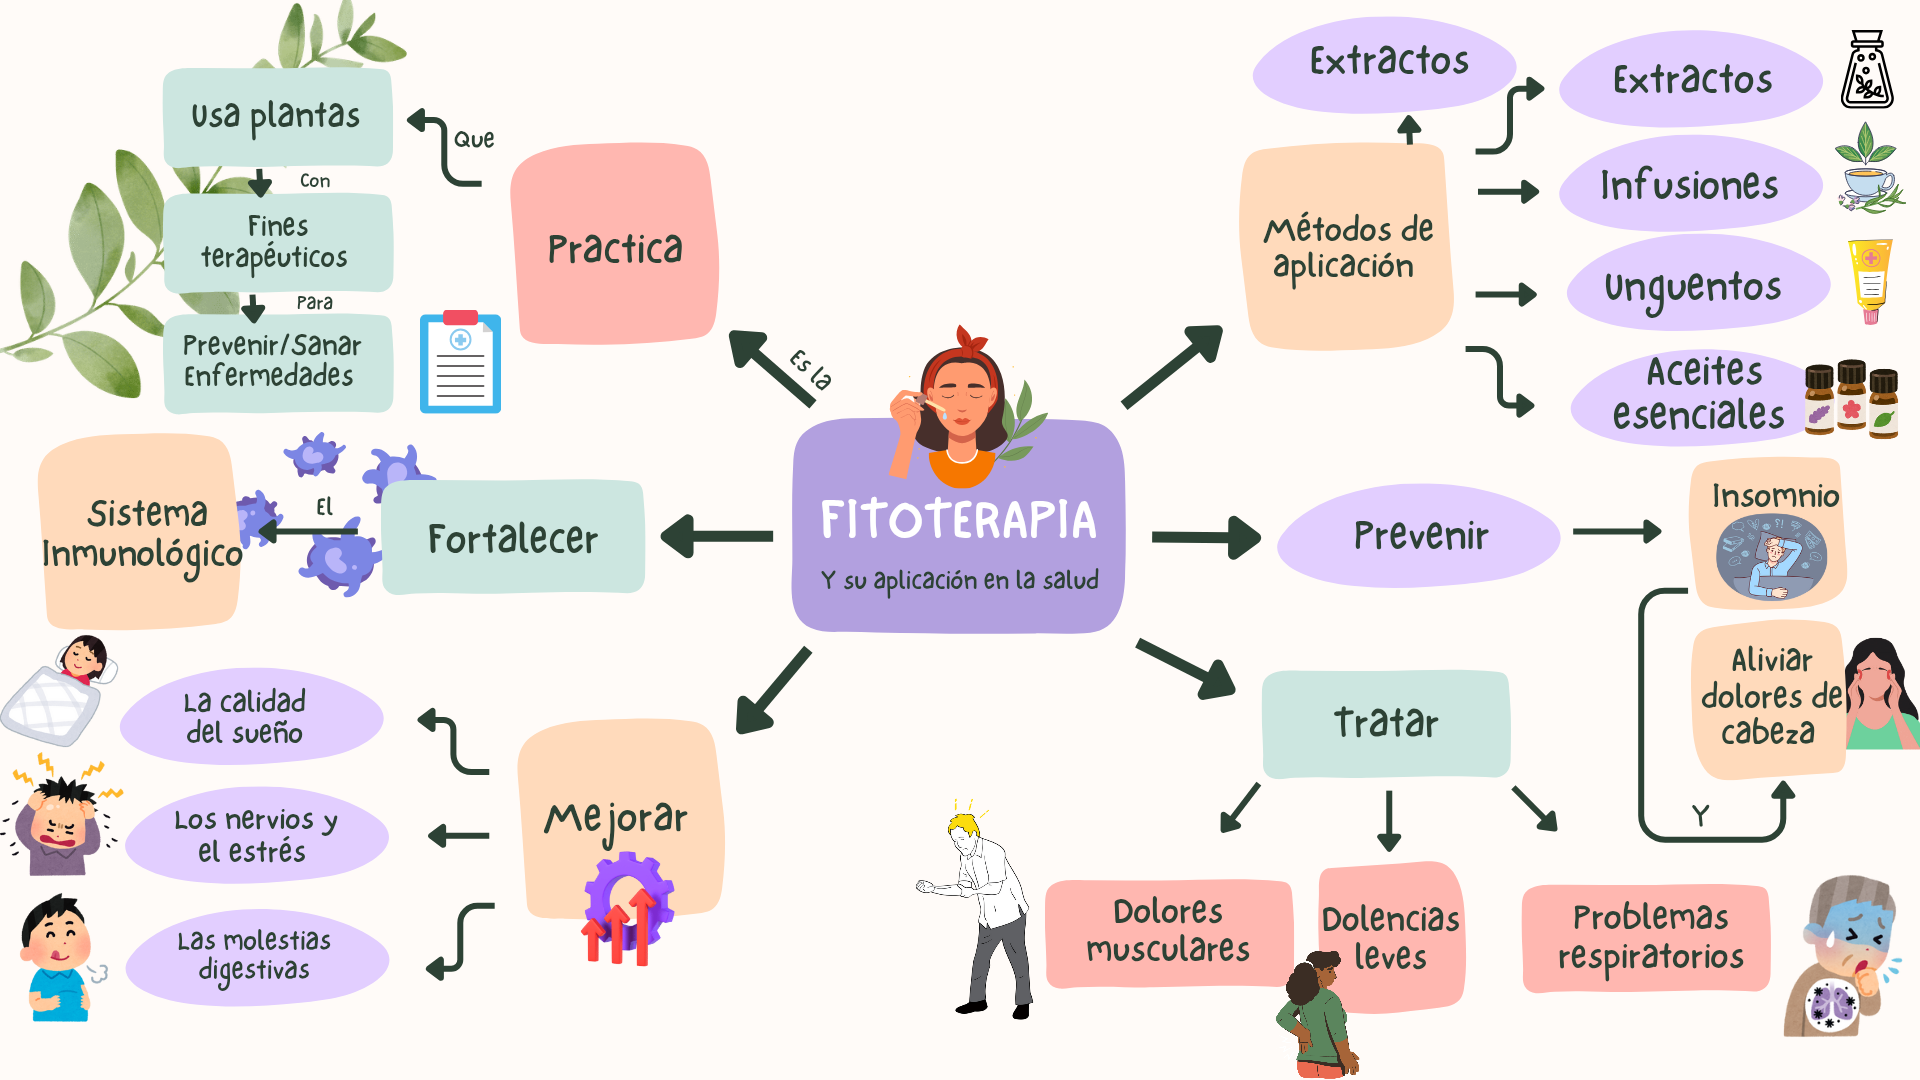 Usa plantas
Que
Con
Fines
terapéuticos
Para
Prevenir/Sanar
Enfermedades
Practica
Es la
FITOTERAPIA
Y su aplicación en la salud
Extractos
Métodos de
aplicación
Extractos
Infusiones
Unguentos
Aceites
esenciales
Sistema
Inmunológico
El
Fortalecer
Prevenir
Insomnio
Aliviar
dolores de
cabeza
Y
La calidad
del sueño
Los nervios y
el estrés
Las molestias
digestivas
Mejorar
Tratar
Dolores
musculares
Dolencias
leves
Problemas
respiratorios